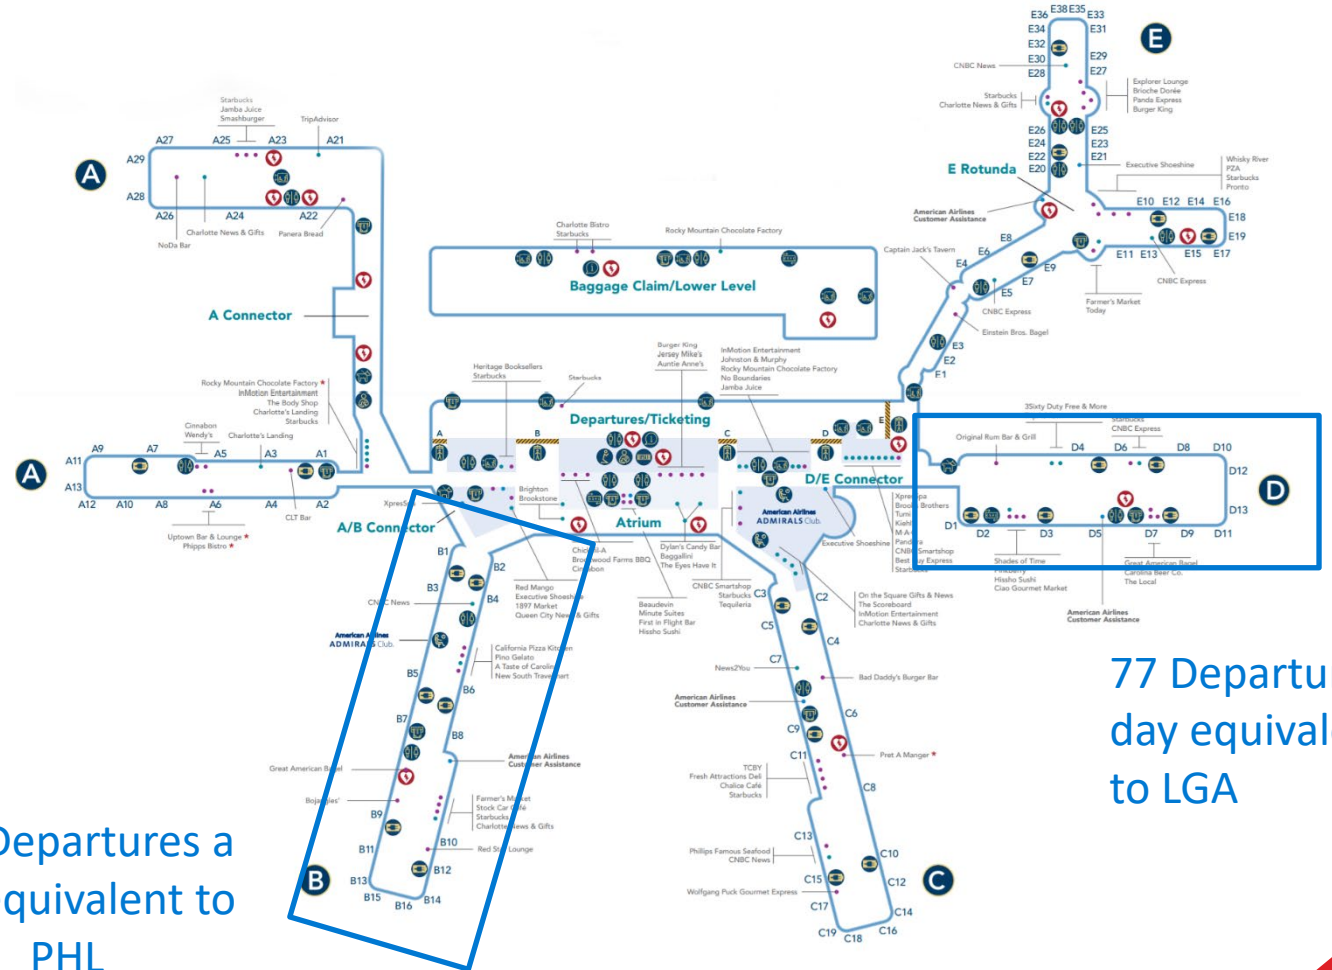 E36 E38 E35 E33
E34 E31
E32
E30 E29
E28 E27
CNBC News
E
Explorer Lounge
Brioche Dorée
Panda Express
Burger King
Starbucks
Charlotte News & Gifts
E26 E25
E24 E23
E22 E21
E20
Executive Shoeshine
E Rotunda
Whisky River
PZA
Starbucks
Pronto
American Airlines
Customer Assistance
E10 E12 E14 E16
E18
E19
E11 E13 E15 E17
CNBC Express
Farmer's Market
Today
E8
E6
E4
E9
E7
E5
CNBC Express
Captain Jack's Tavern
Einstein Bros. Bagel
E3
E2
E1
Starbucks
Jamba Juice
Smashburger
TripAdvisor
A27 A25 A23 A21
A29
A
A28
A26 A24 A22
NoDa Bar
Charlotte News & Gifts
Panera Bread
A Connector
Charlotte Bistro
Starbucks
Rocky Mountain Chocolate Factory
Baggage Claim/Lower Level
Rocky Mountain Chocolate Factory *
InMotion Entertainment
The Body Shop
Charlotte's Landing
Starbucks
Cinnabon
Wendy's
Charlotte's Landing
A9 A7 A5 A3 A1
A11
A
A13
A12 A10 A8 A6 A4 A2
CLT Bar
Uptown Bar & Lounge *
Phipps Bistro *
Heritage Booksellers
Starbucks
Starbucks
Burger King
Jersey Mike's
Auntie Anne's
InMotion Entertainment
Johnston & Murphy
Rocky Mountain Chocolate Factory
No Boundaries
Jamba Juice
Departures/Ticketing
A B C D E
D/E Connector
A/B Connector
Atrium
Brighton
Brookstone
American Airlines
ADMIRALS Club.
Executive Shoeshine
Brooks Brothers
Tumi
CNBC Smartshop
Best Buy Express
Starbucks
Dylan's Candy Bar
Baggallini
The Eyes Have It
Red Mango
Executive Shoeshine
1897 Market
Queen City News & Gifts
Beaudevin
Minute Suites
First in Flight Bar
Hissho Sushi
CNBC Smartshop
Starbucks
Tequileria
On the Square Gifts & News
The Scoreboard
InMotion Entertainment
Charlotte News & Gifts
3Sixty Duty Free & More
Starbucks
CNBC Express
Original Rum Bar & Grill
D4 D6 D8 D10
D12
D
D13
D1
D2 D3 D5 D7 D9 D11
Shades of Time
Pinkberry
Hissho Sushi
Ciao Gourmet Market
Great American Bagel
Carolina Beer Co.
The Local
American Airlines
Customer Assistance
77 Departu
day equival
to LGA
B1 B2
B3 B4
CNBC News
American Airlines
ADMIRALS Club.
California Pizza Kitchen
Pino Gelato
A Taste of Carolina
New South Travel Mart
B5 B6
B7 B8
American Airlines
Customer Assistance
Great American Bagel
Bojangles'
Farmer's Market
Stock Car Café
Starbucks
Charlotte News & Gifts
B9 B10
Red Star Lounge
B11 B12
B13 B14
B15 B16
B
Departures a
quivalent to
PHL
C3 C2
C5 C4
C7
News2You
Bad Daddy's Burger Bar
American Airlines
Customer Assistance
C6
C9
C11
Pret A Manger *
TCBY
Fresh Attractions Deli
Chalice Café
Starbucks
C8
C13
Phillips Famous Seafood
CNBC News
C10
C15 C12
Wolfgang Puck Gourmet Express
C17 C14
C19 C18 C16
C